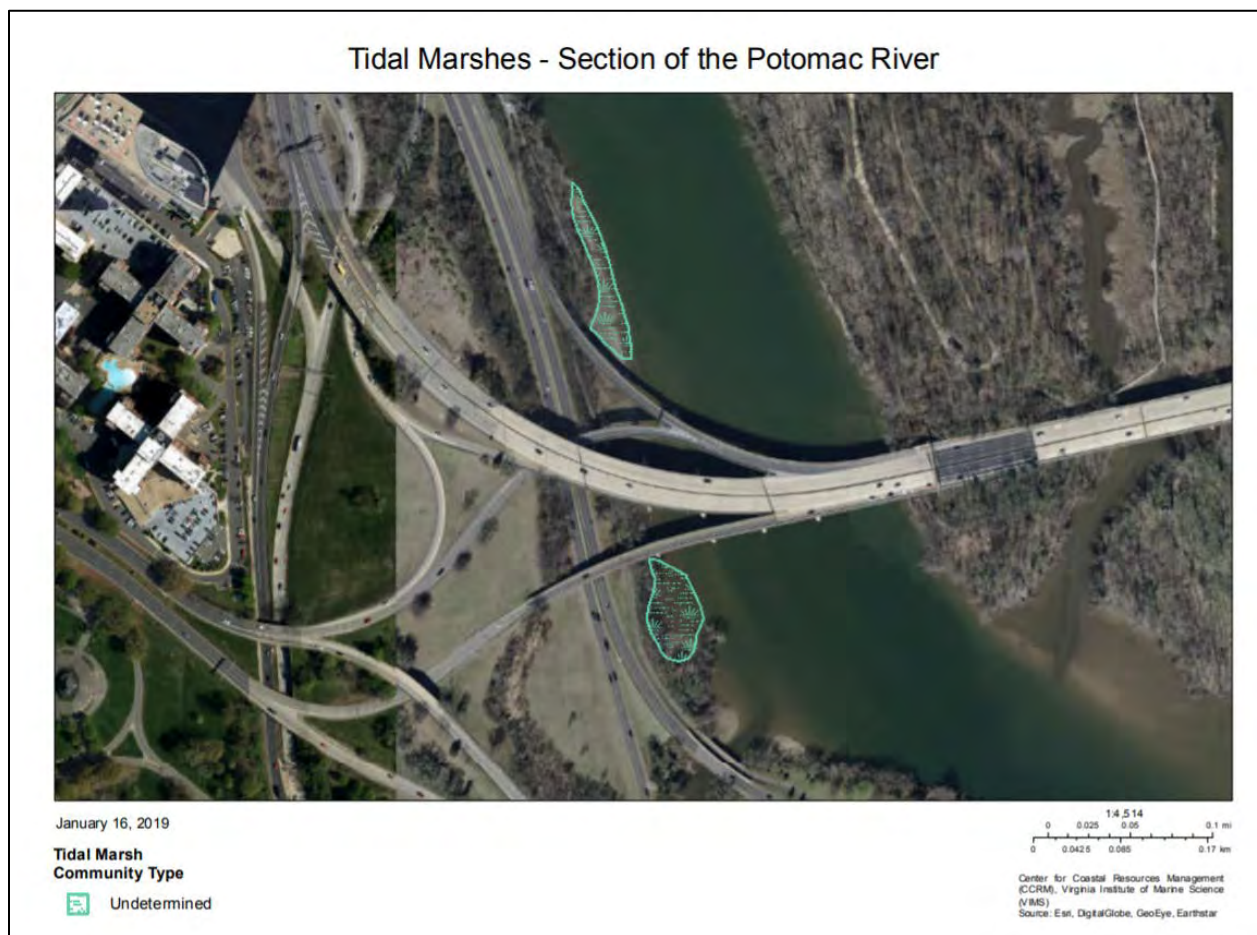 Tidal Marshes - Section of the Potomac River
January 16, 2019
Tidal Marsh
Community Type
Undetermined
1:4,514
0 0.025 0.05 0.1 mi
0 0.0425 0.085 0.17 km
Center for Coastal Resources Management
(CCRM), Virginia Institute of Marine Science
(VIMS)
Source: Esri, DigitalGlobe, GeoEye, Earthstar